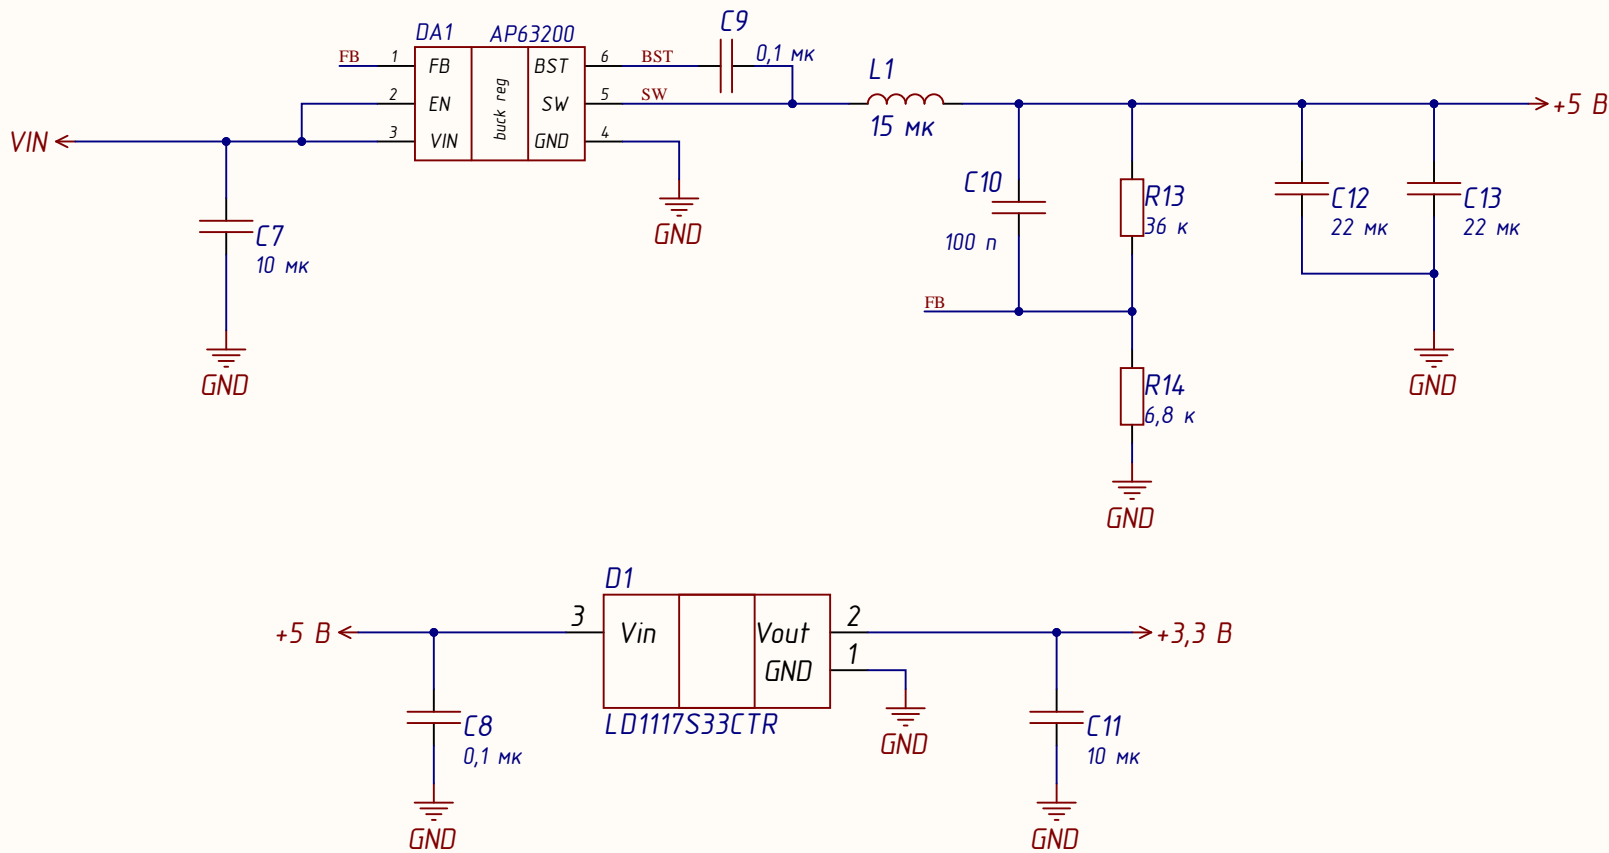 DA1 AP63200
C9
0,1 мк
FB 1 FB BST 6 BST
2 EN SW 5 SW
3 VIN GND 4
buck reg
L1
15 мк
+5 В
VIN
GND
C7
10 мк
GND
C10
100 п
R13
36 к
C12
22 мк
C13
22 мк
FB
GND
R14
6,8 к
GND
D1
+5 В 3 Vin Vout 2 +3,3 В
GND 1
LD1117S33CTR
GND
C8
0,1 мк
GND
C11
10 мк
GND